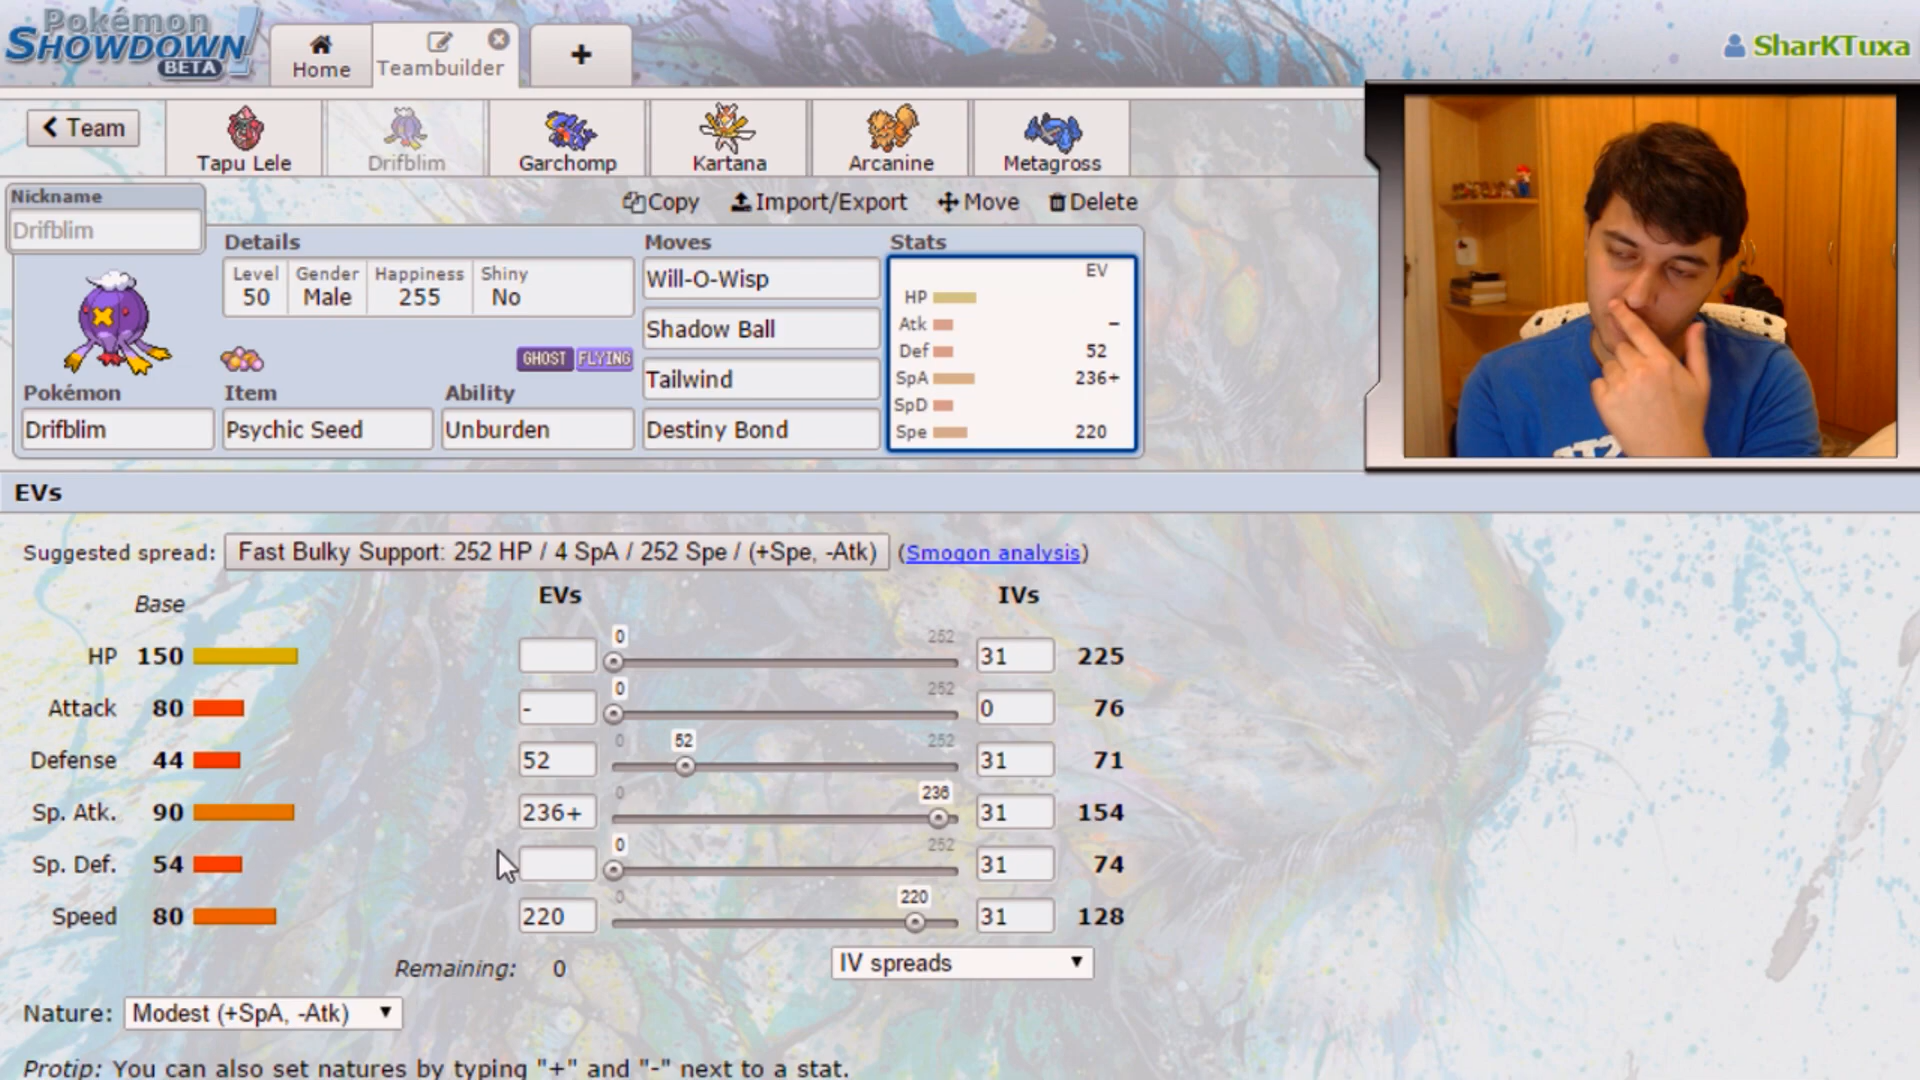 Pokémon
SHOWDOWN!
BETA
Home
Teambuilder
+
SharKTuxa
Team
Tapu Lele
Drifblim
Garchomp
Kartana
Arcanine
Metagross
Copy
Import/Export
Move
Delete
Nickname
Drifblim
Details
Moves
Stats
Level
Gender
Happiness
Shiny
50
Male
255
No
Will-O-Wisp
Shadow Ball
Tailwind
Destiny Bond
EV
HP
Atk –
Def 52
SpA 236+
SpD
Spe 220
GHOST FLYING
Pokémon
Item
Ability
Drifblim
Psychic Seed
Unburden
EVs
Suggested spread: Fast Bulky Support: 252 HP / 4 SpA / 252 Spe / (+Spe, -Atk) (Smogon analysis)
Base EVs IVs
0 252
HP 150 31 225
0 252
Attack 80 - 0 76
0 52 252
Defense 44 52 31 71
0 236
Sp. Atk. 90 236+ 31 154
0 252
Sp. Def. 54 31 74
0 220
Speed 80 220 31 128
Remaining: 0 IV spreads
Nature: Modest (+SpA, -Atk)
Protip: You can also set natures by typing "+" and "-" next to a stat.